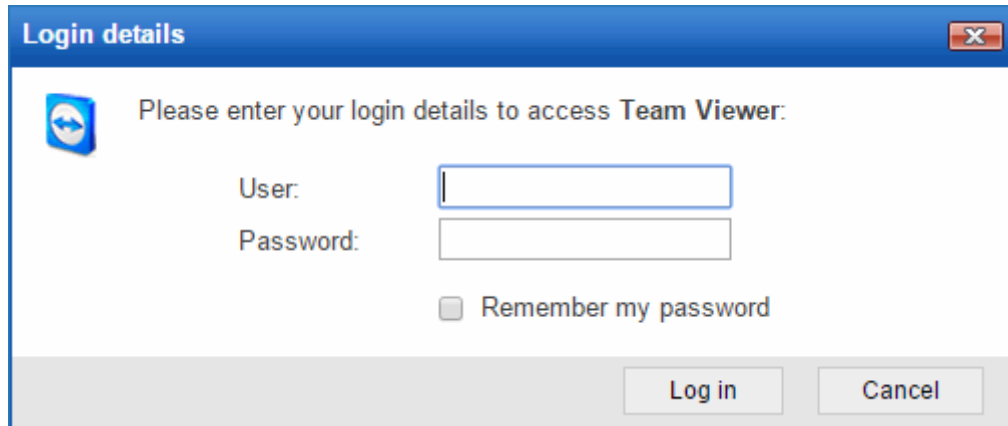 Login details
Please enter your login details to access Team Viewer:
User:
Password:
Remember my password
Log in
Cancel